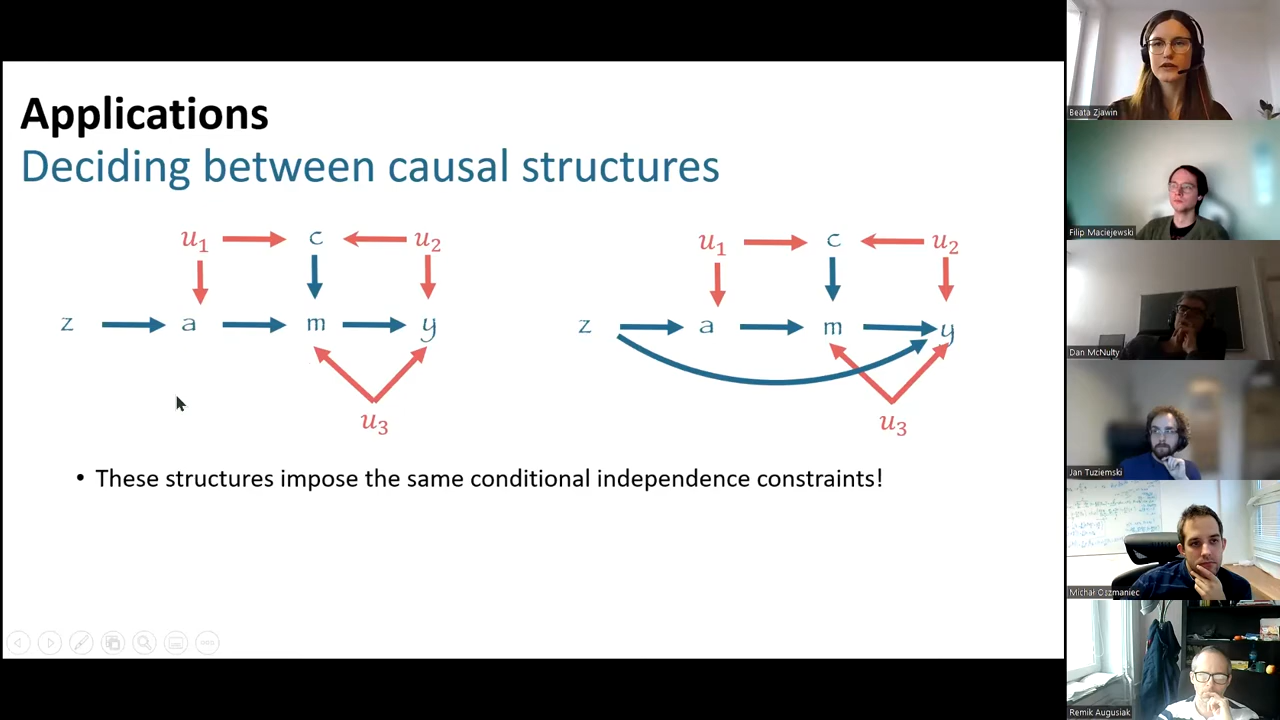 Applications
Deciding between causal structures
u₁ c u₂
z a m y
u₃
u₁ c u₂
z a m y
u₃
• These structures impose the same conditional independence constraints!
Beata Zjawin
Filip Maciejewski
Dan McNulty
Jan Tuziemski
Michał Oszmaniec
Remik Augusiak